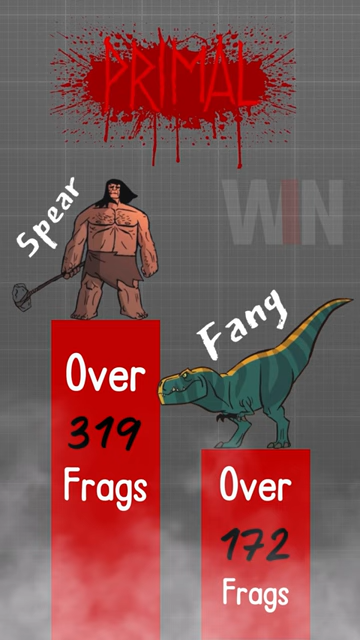 PRIMAL
WIN
Spear
Fang
Over
319
Frags
Over
172
Frags